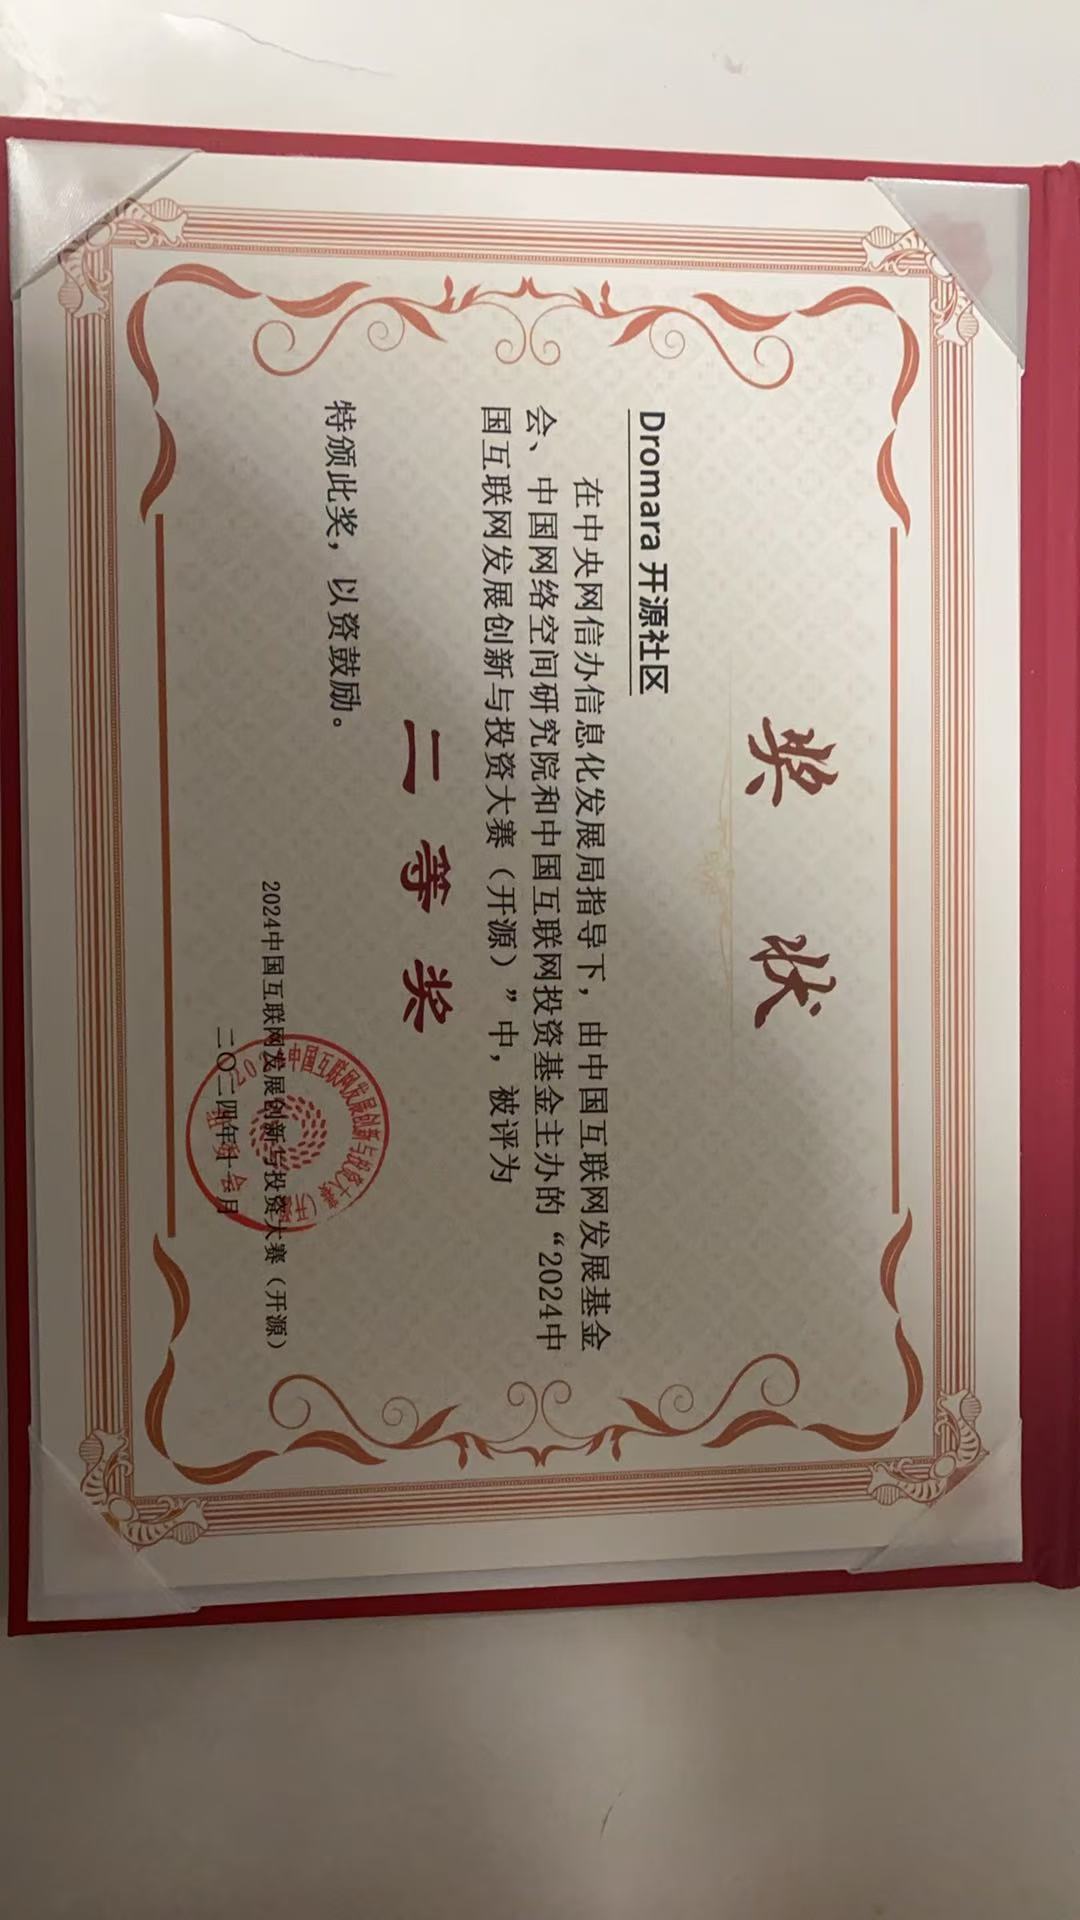 奖 状
Dromara 开源社区
在中央网信办信息化发展局指导下，由中国互联网发展基金
会、中国网络空间研究院和中国互联网投资基金主办的“2024中
国互联网发展创新与投资大赛（开源）”中，被评为
二 等 奖
特颁此奖，以资鼓励。
2024中国互联网发展创新与投资大赛（开源）
二〇二四年十一月
中国互联网发展创新与投资大赛（开源